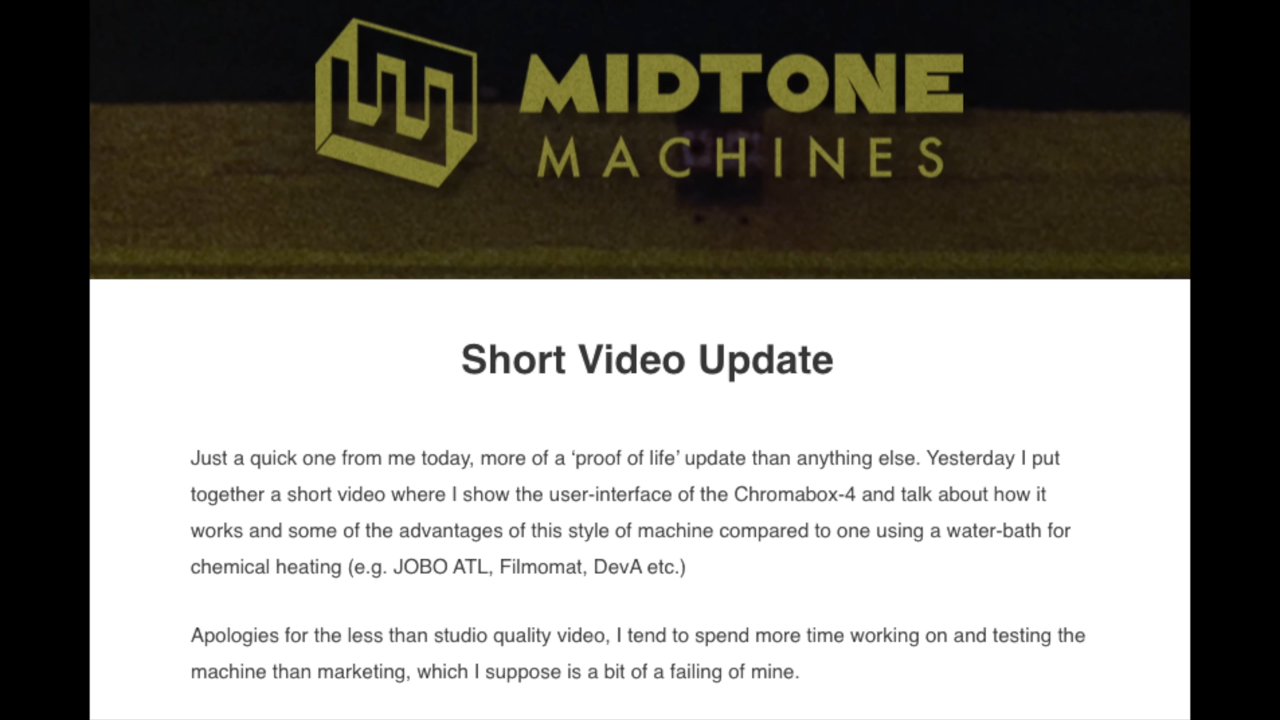 MIDTONE
MACHINES
Short Video Update
Just a quick one from me today, more of a ‘proof of life’ update than anything else. Yesterday I put
together a short video where I show the user-interface of the Chromabox-4 and talk about how it
works and some of the advantages of this style of machine compared to one using a water-bath for
chemical heating (e.g. JOBO ATL, Filmomat, DevA etc.)
Apologies for the less than studio quality video, I tend to spend more time working on and testing the
machine than marketing, which I suppose is a bit of a failing of mine.